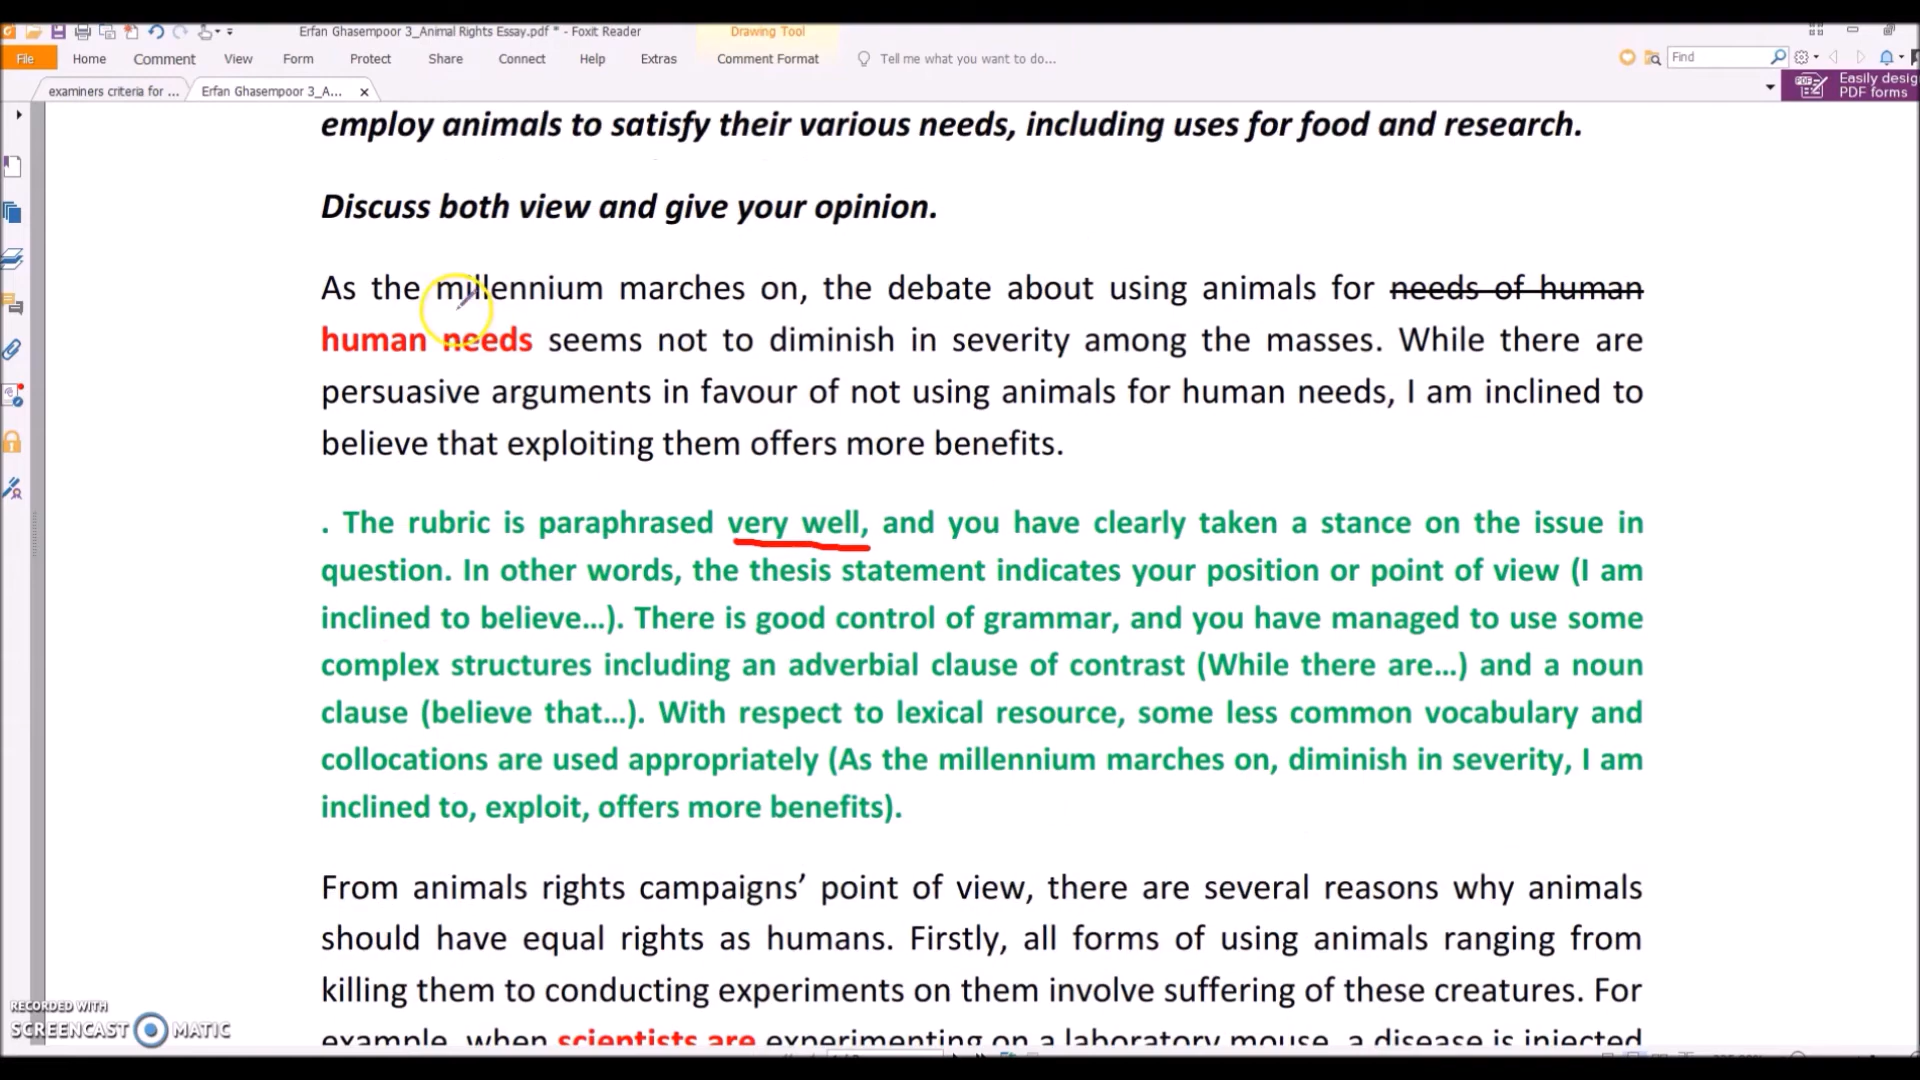 Erfan Ghasempoor 3_Animal Rights Essay.pdf * - Foxit Reader
Drawing Tool
File Home Comment View Form Protect Share Connect Help Extras Comment Format Tell me what you want to do... Find
examiners criteria for ... Erfan Ghasempoor 3_A... Easily desig
PDF forms
employ animals to satisfy their various needs, including uses for food and research.
Discuss both view and give your opinion.
As the millennium marches on, the debate about using animals for needs of human
human needs seems not to diminish in severity among the masses. While there are
persuasive arguments in favour of not using animals for human needs, I am inclined to
believe that exploiting them offers more benefits.
. The rubric is paraphrased very well, and you have clearly taken a stance on the issue in
question. In other words, the thesis statement indicates your position or point of view (I am
inclined to believe…). There is good control of grammar, and you have managed to use some
complex structures including an adverbial clause of contrast (While there are…) and a noun
clause (believe that…). With respect to lexical resource, some less common vocabulary and
collocations are used appropriately (As the millennium marches on, diminish in severity, I am
inclined to, exploit, offers more benefits).
From animals rights campaigns’ point of view, there are several reasons why animals
should have equal rights as humans. Firstly, all forms of using animals ranging from
killing them to conducting experiments on them involve suffering of these creatures. For
example, when scientists are experimenting on a laboratory mouse, a disease is injected
RECORDED WITH
SCREENCAST MATIC